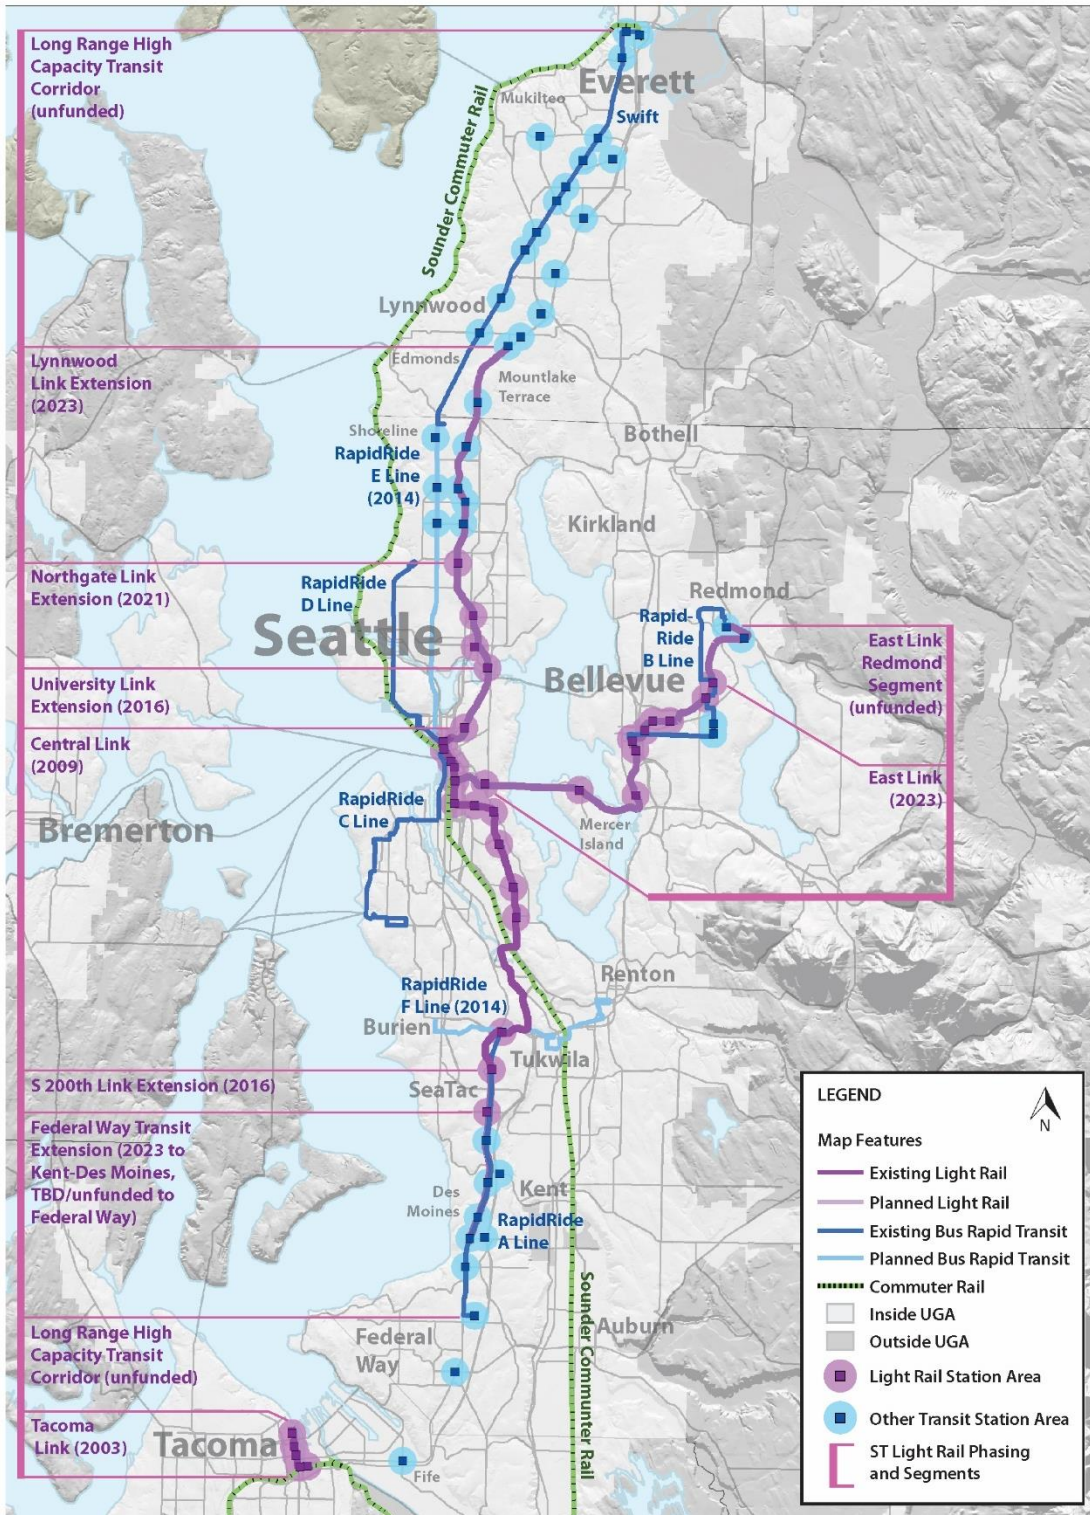 Long Range High
Capacity Transit
Corridor
(unfunded)
Everett
Mukilteo
Swift
Sounder Commuter Rail
Lynnwood
Edmonds
Lynnwood
Link Extension
(2023)
Mountlake
Terrace
Shoreline
Bothell
RapidRide
E Line
(2014)
Kirkland
Northgate Link
Extension (2021)
RapidRide
D Line
Redmond
Seattle
Rapid-
Ride
B Line
East Link
Redmond
Segment
(unfunded)
University Link
Extension (2016)
Bellevue
Central Link
(2009)
East Link
(2023)
RapidRide
C Line
Bremerton
Mercer
Island
RapidRide
F Line (2014)
Renton
Burien
Tukwila
S 200th Link Extension (2016)
SeaTac
Federal Way Transit
Extension (2023 to
Kent-Des Moines,
TBD/unfunded to
Federal Way)
Des
Moines
Kent
RapidRide
A Line
Sounder Communter Rail
Long Range High
Capacity Transit
Corridor (unfunded)
Federal
Way
Auburn
Tacoma
Link (2003)
Tacoma
Fife
LEGEND
N
Map Features
Existing Light Rail
Planned Light Rail
Existing Bus Rapid Transit
Planned Bus Rapid Transit
Commuter Rail
Inside UGA
Outside UGA
Light Rail Station Area
Other Transit Station Area
ST Light Rail Phasing
and Segments